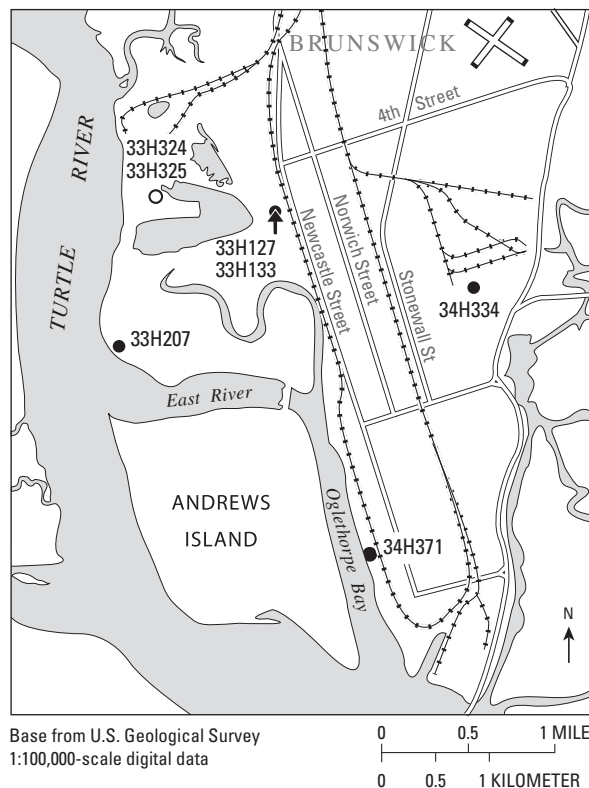 BRUNSWICK
4th Street
33H324
33H325
RIVER
TURTLE
33H127
33H133
Newcastle Street
Norwich Street
Stonewall St
34H334
33H207
East River
ANDREWS
ISLAND
Oglethorpe Bay
34H371
N
Base from U.S. Geological Survey
1:100,000-scale digital data
0 0.5 1 MILE
0 0.5 1 KILOMETER